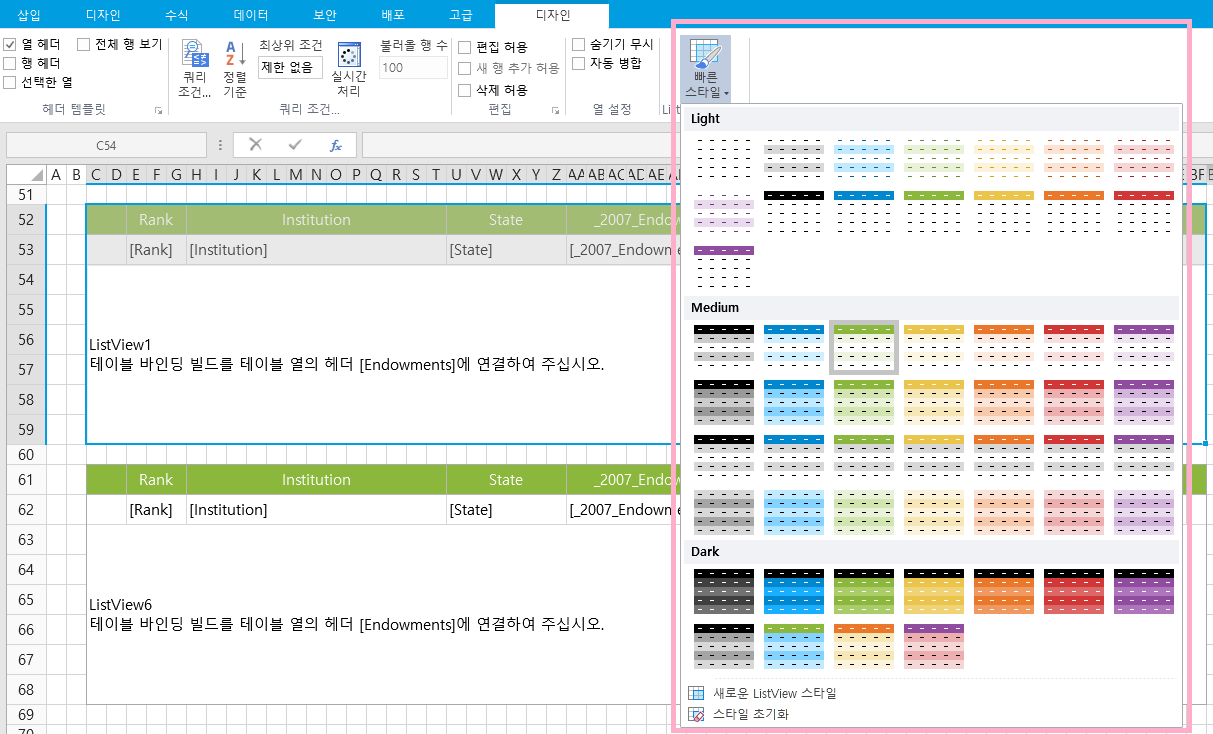 삽입 디자인 수식 데이터 보안 배포 고급 디자인
열 헤더 전체 행 보기
행 헤더
선택한 열
헤더 템플릿
쿼리
조건...
정렬
기준
최상위 조건
제한 없음
실시간
처리
불러올 행 수
100
쿼리 조건...
편집 허용
새 행 추가 허용
삭제 허용
편집
숨기기 무시
자동 병합
열 설정
빠른
스타일
C54
fx
A B C D E F G H I J K L M N O P Q R S T U V W X Y Z AA AB AC AD AE BF
51
52 Rank Institution State
53 [Rank] [Institution] [State]
54
55
56 ListView1
57 테이블 바인딩 빌드를 테이블 열의 헤더 [Endowments]에 연결하여 주십시오.
58
59
60
61 Rank Institution State
62 [Rank] [Institution] [State]
63
64
65 ListView6
66 테이블 바인딩 빌드를 테이블 열의 헤더 [Endowments]에 연결하여 주십시오.
67
68
69
70
Light
Medium
Dark
새로운 ListView 스타일
스타일 초기화